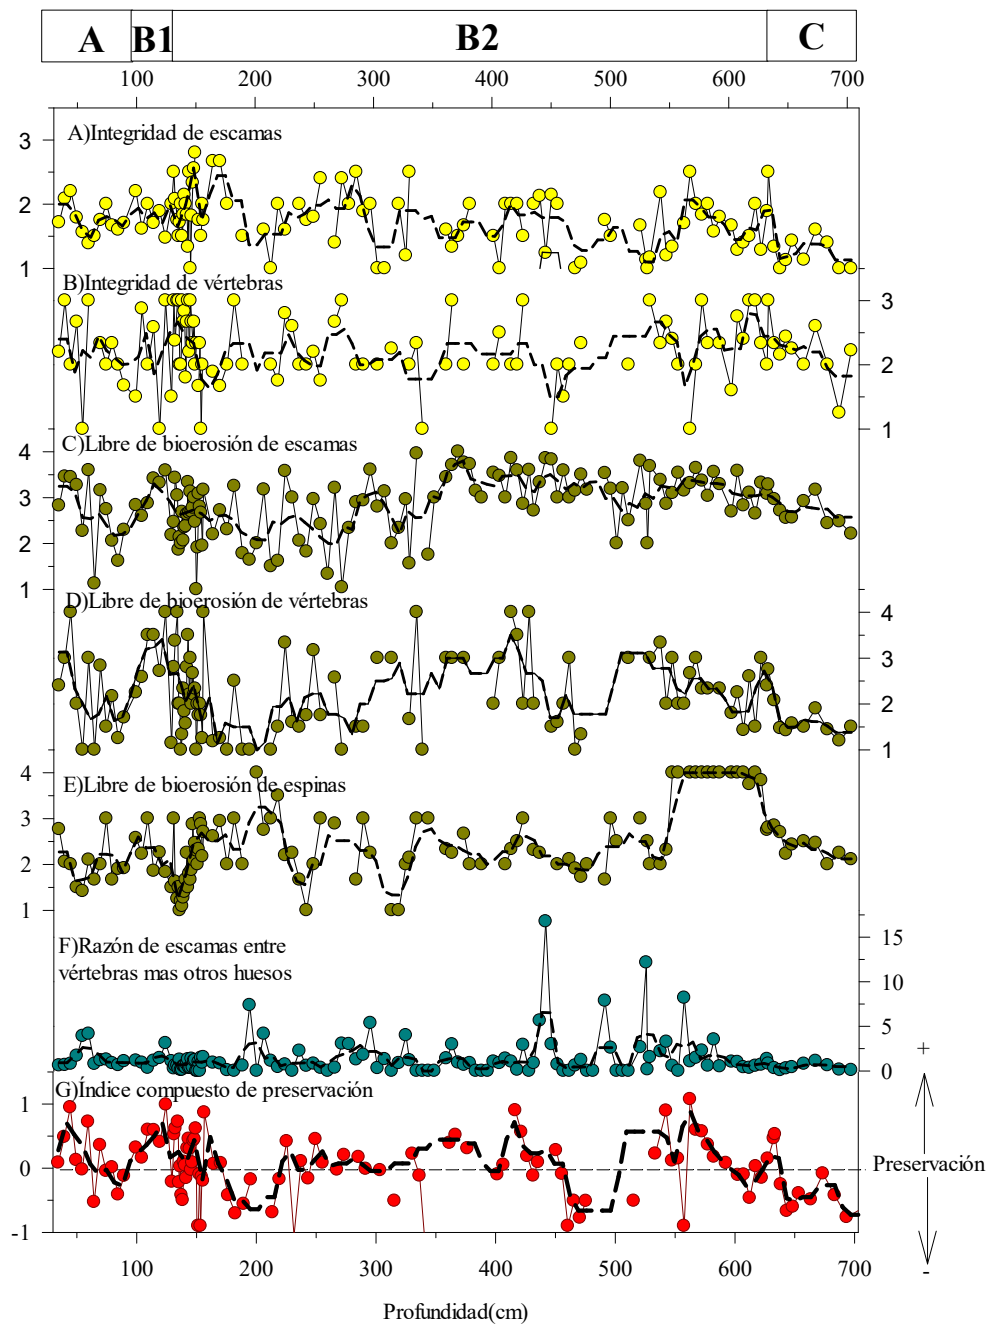 A B1 B2 C
100 200 300 400 500 600 700
A)Integridad de escamas
3
2
1
B)Integridad de vértebras
3
2
1
C)Libre de bioerosión de escamas
4
3
2
1
D)Libre de bioerosión de vértebras
4
3
2
1
E)Libre de bioerosión de espinas
4
3
2
1
F)Razón de escamas entre
vértebras mas otros huesos
15
10
5
0
G)Índice compuesto de preservación
1
0
-1
+
Preservación
-
100 200 300 400 500 600 700
Profundidad(cm)